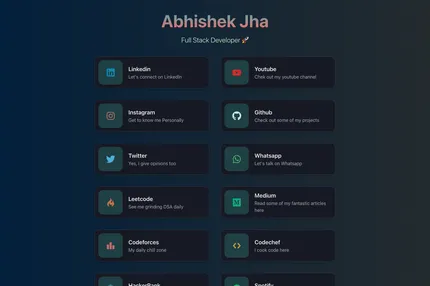 Abhishek Jha
Full Stack Developer 🚀
Linkedin
Let's connect on LinkedIn
Youtube
Chek out my youtube channel
Instagram
Get to know me Personally
Github
Check out some of my projects
Twitter
Yes, i give opinions too
Whatsapp
Let's talk on Whatsapp
Leetcode
See me grinding DSA daily
Medium
Read some of my fantastic articles
here
Codeforces
My daily chill zone
Codechef
I cook code here
HackerRank
Spotify